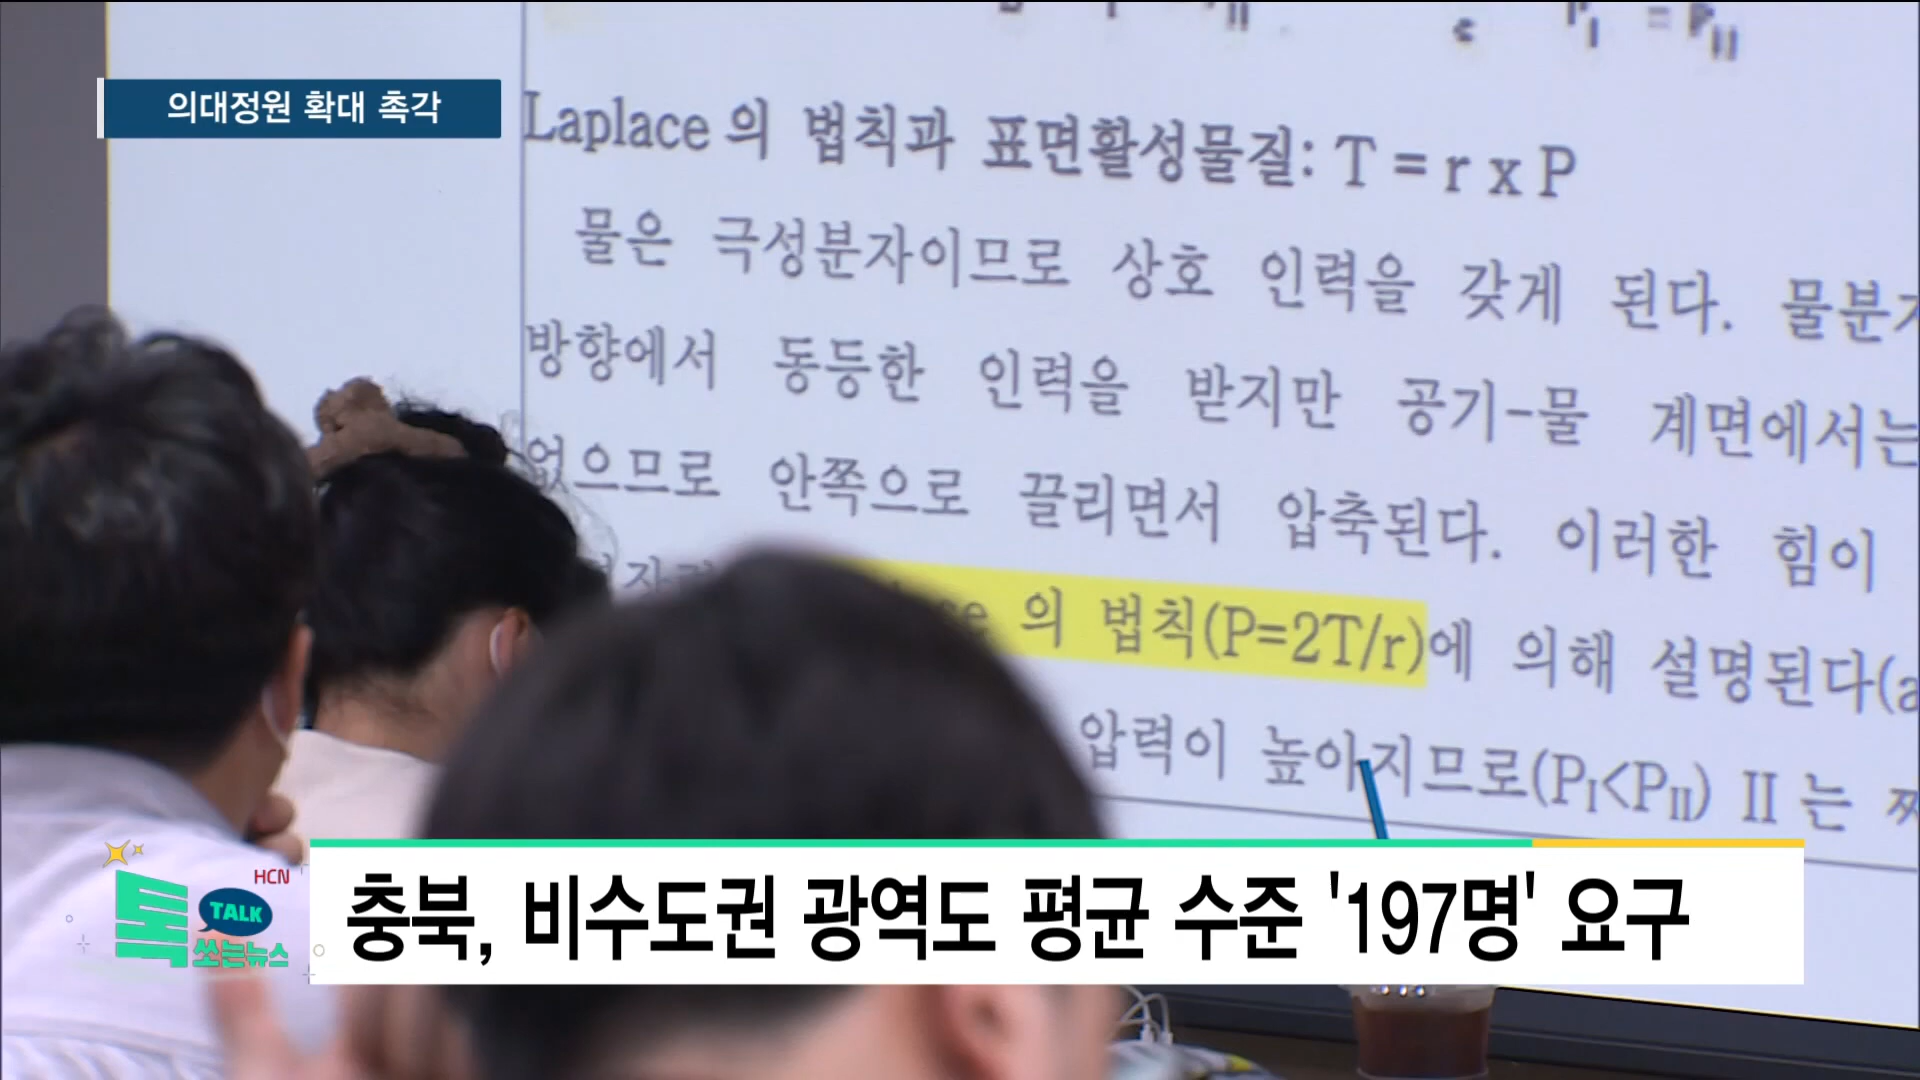 의대정원 확대 촉각
Laplace 의 법칙과 표면활성물질: T = r x P
물은 극성분자이므로 상호 인력을 갖게 된다.
방향에서 동등한 인력을 받지만 공기-물 계면에서는
없으므로 안쪽으로 끌리면서 압축된다. 이러한 힘이
의 법칙(P=2T/r)에 의해 설명된다(a
압력이 높아지므로(PI<PII) II 는
HCN
톡 TALK
쏘는뉴스
충북, 비수도권 광역도 평균 수준 '197명' 요구